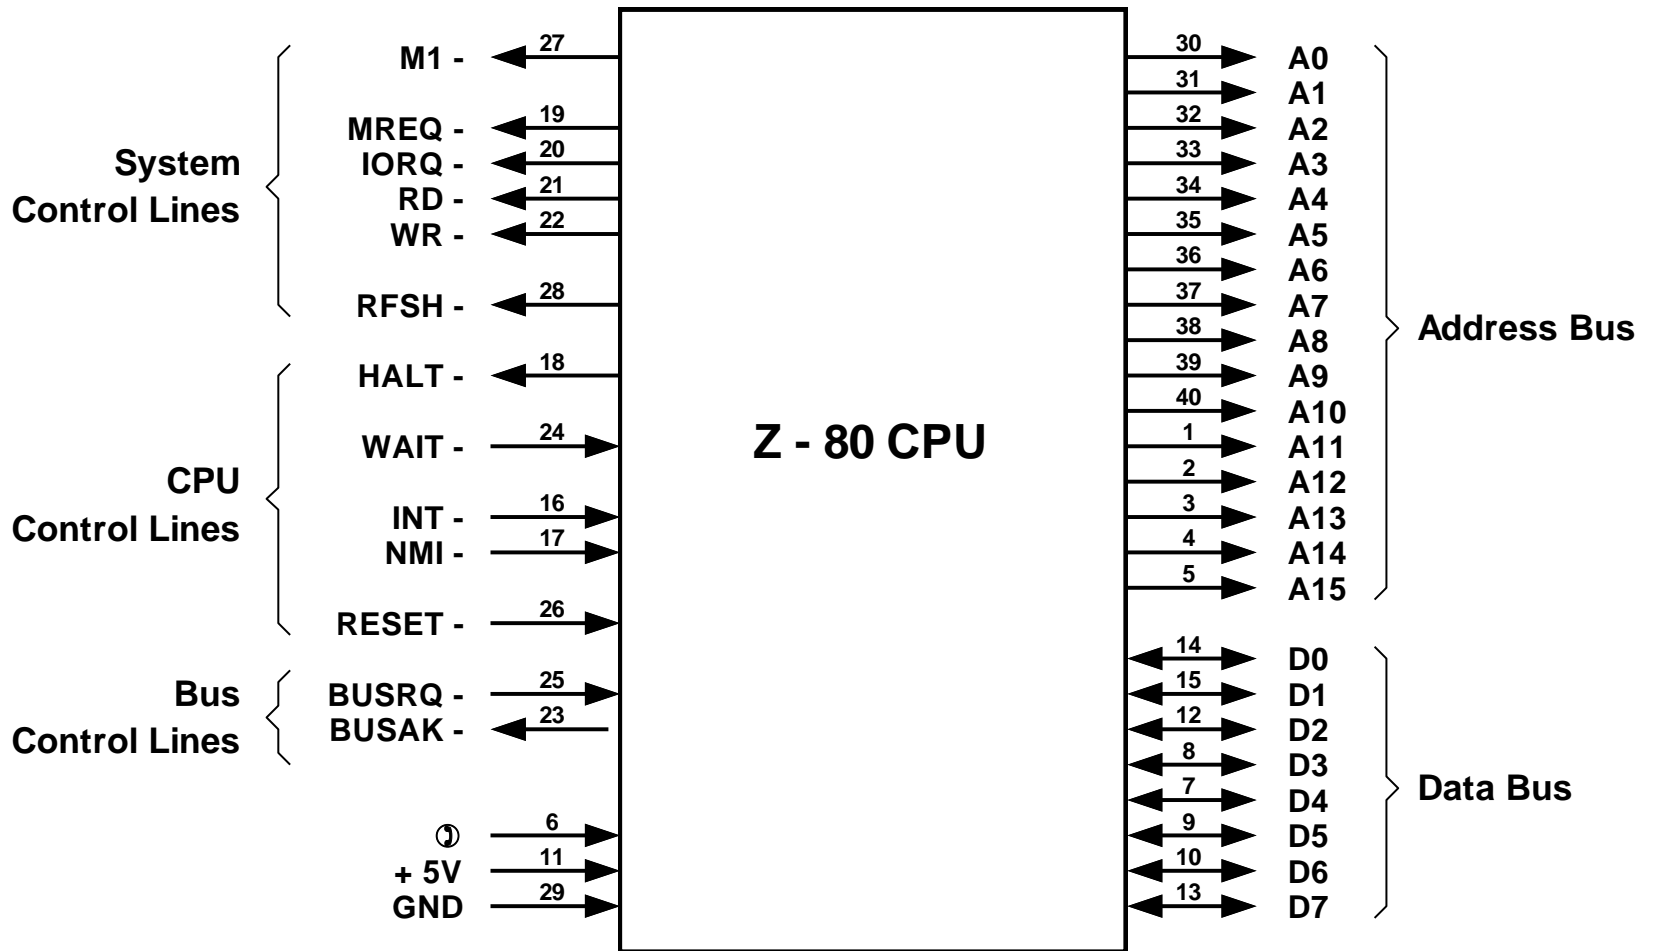 System
Control Lines
M1 - 27
MREQ - 19
IORQ - 20
RD - 21
WR - 22
RFSH - 28
CPU
Control Lines
HALT - 18
WAIT - 24
INT - 16
NMI - 17
RESET - 26
Bus
Control Lines
BUSRQ - 25
BUSAK - 23
6
+ 5V 11
GND 29
Z - 80 CPU
30 A0
31 A1
32 A2
33 A3
34 A4
35 A5
36 A6
37 A7
38 A8
39 A9
40 A10
1 A11
2 A12
3 A13
4 A14
5 A15
Address Bus
14 D0
15 D1
12 D2
8 D3
7 D4
9 D5
10 D6
13 D7
Data Bus